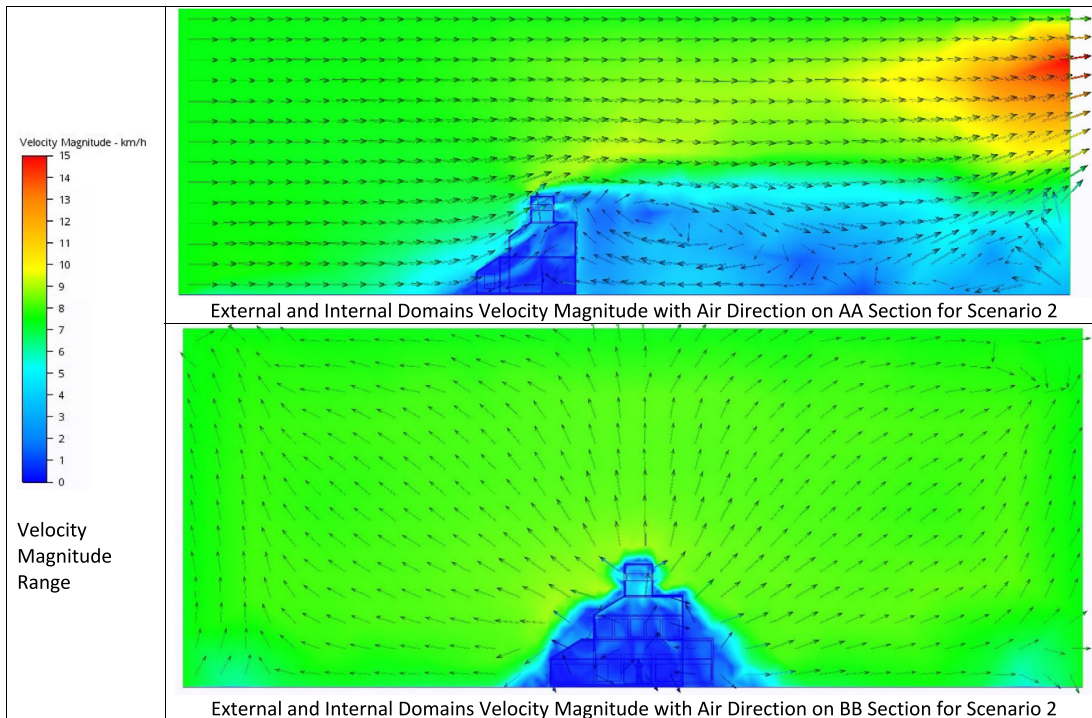 Velocity Magnitude - km/h
15
14
13
12
11
10
9
8
7
6
5
4
3
2
1
0
Velocity
Magnitude
Range
External and Internal Domains Velocity Magnitude with Air Direction on AA Section for Scenario 2
External and Internal Domains Velocity Magnitude with Air Direction on BB Section for Scenario 2